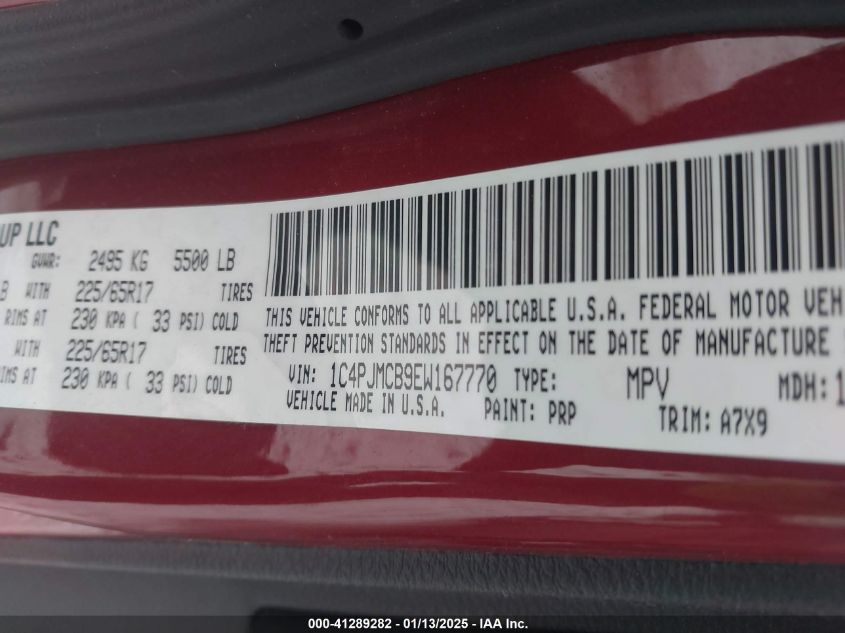 UP LLC
GVWR: 2495 KG 5500 LB
B WITH 225/65R17 TIRES
RIMS AT 230 KPA ( 33 PSI) COLD
WITH 225/65R17 TIRES
IMS AT 230 KPA ( 33 PSI) COLD
THIS VEHICLE CONFORMS TO ALL APPLICABLE U.S.A. FEDERAL MOTOR VEH
THEFT PREVENTION STANDARDS IN EFFECT ON THE DATE OF MANUFACTURE
VIN: 1C4PJMCB9EW167770 TYPE: MPV MDH: 1
VEHICLE MADE IN U.S.A. PAINT: PRP TRIM: A7X9
000-41289282 - 01/13/2025 - COPYRIGHT IAA, INC.